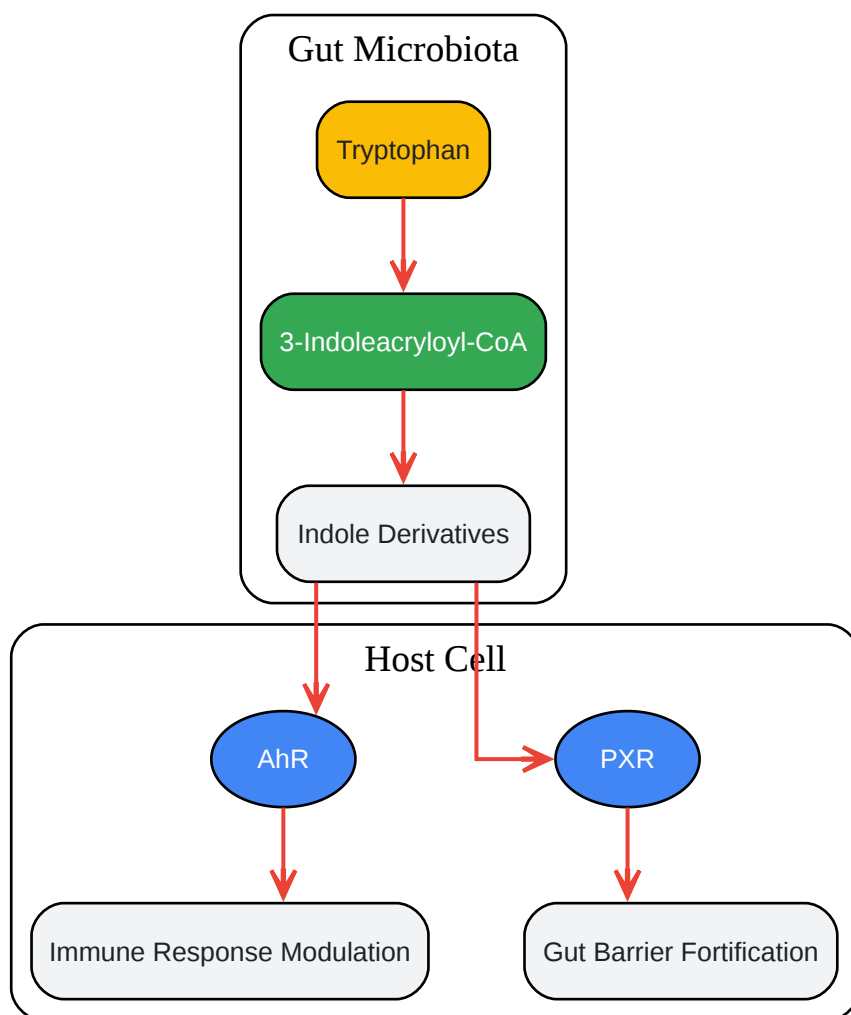 Gut Microbiota
Tryptophan
3-Indoleacryloyl-CoA
Indole Derivatives
Host Cell
AhR
PXR
Immune Response Modulation
Gut Barrier Fortification